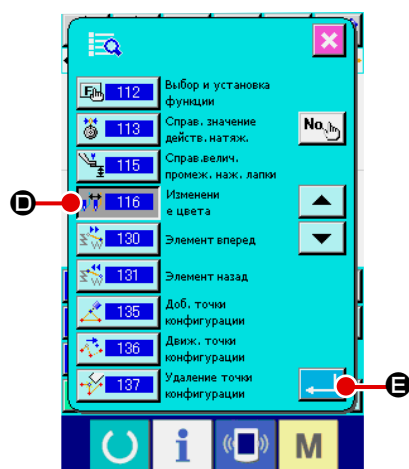 112 Выбор и установка
функции
113 Справ. значение
действ. натяж.
No.
115 Справ.велич.
промеж. наж. лапки
D
116 Изменени
е цвета
130 Элемент вперед
131 Элемент назад
135 Доб. точки
конфигурации
136 Движ. точки
конфигурации
137 Удаление точки
конфигурации
E
i
M